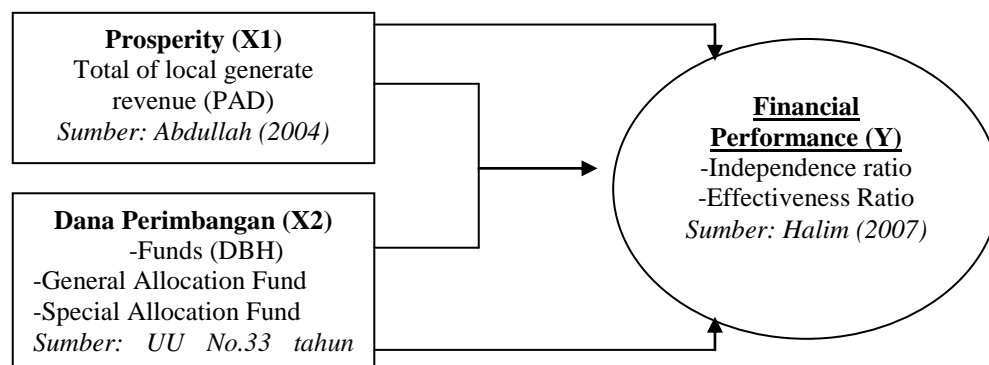 Prosperity (X1)
Total of local generate
revenue (PAD)
Sumber: Abdullah (2004)
Dana Perimbangan (X2)
-Funds (DBH)
-General Allocation Fund
-Special Allocation Fund
Sumber: UU No.33 tahun
Financial
Performance (Y)
-Independence ratio
-Effectiveness Ratio
Sumber: Halim (2007)